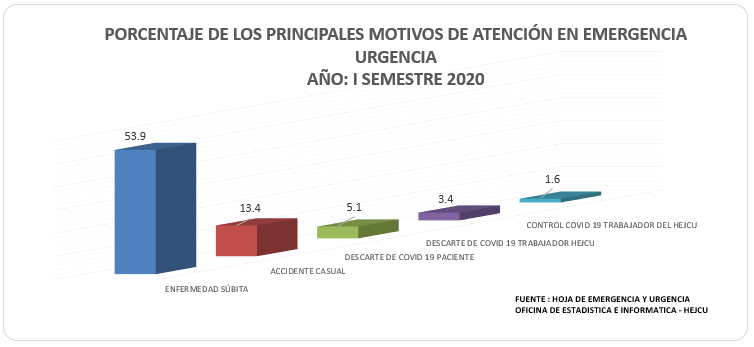 PORCENTAJE DE LOS PRINCIPALES MOTIVOS DE ATENCIÓN EN EMERGENCIA
URGENCIA
AÑO: I SEMESTRE 2020
53.9
13.4
5.1
3.4
1.6
ENFERMEDAD SÚBITA
ACCIDENTE CASUAL
DESCARTE DE COVID 19 PACIENTE
DESCARTE DE COVID 19 TRABAJADOR HEJCU
CONTROL COVID 19 TRABAJADOR DEL HEJCU
FUENTE : HOJA DE EMERGENCIA Y URGENCIA
OFICINA DE ESTADISTICA E INFORMATICA - HEJCU